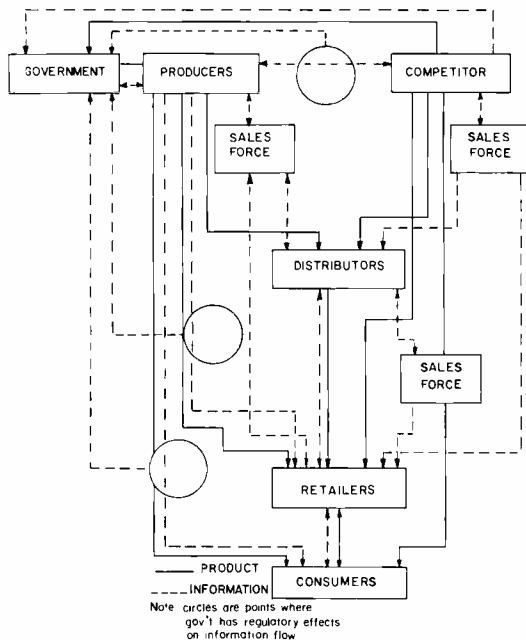 GOVERNMENT
PRODUCERS
COMPETITOR
SALES
FORCE
SALES
FORCE
DISTRIBUTORS
SALES
FORCE
RETAILERS
CONSUMERS
PRODUCT
INFORMATION
Note circles are points where
gov't has regulatory effects
on information flow